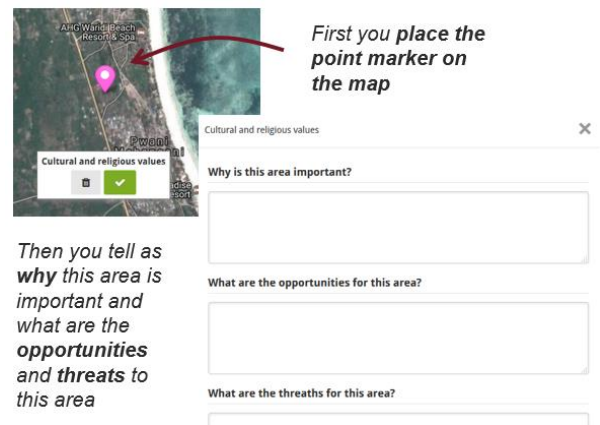 AHG Waridi Beach
Resort & Spa
First you place the
point marker on
the map
Pwani
Cultural and religious values
Cultural and religious values
Why is this area important?
Then you tell as
why this area is
important and
what are the
opportunities
and threats to
this area
What are the opportunities for this area?
What are the threaths for this area?